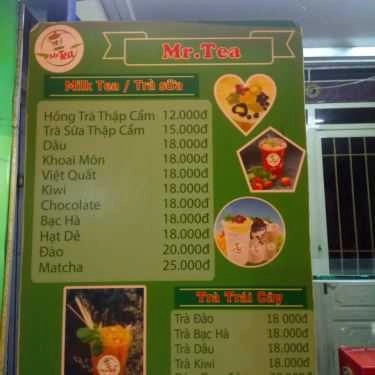 Mr.Tea
Milk Tea / Trà sữa
Hồng Trà Thập Cẩm 12.000đ
Trà Sữa Thập Cẩm 15.000đ
Dâu 18.000đ
Khoai Môn 18.000đ
Việt Quất 18.000đ
Kiwi 18.000đ
Chocolate 18.000đ
Bạc Hà 18.000đ
Hạt Dẻ 18.000đ
Đào 20.000đ
Matcha 25.000đ
Trà Trái Cây
Trà Đào 18.000đ
Trà Bạc Hà 18.000đ
Trà Dâu 18.000đ
Trà Kiwi 18.000đ